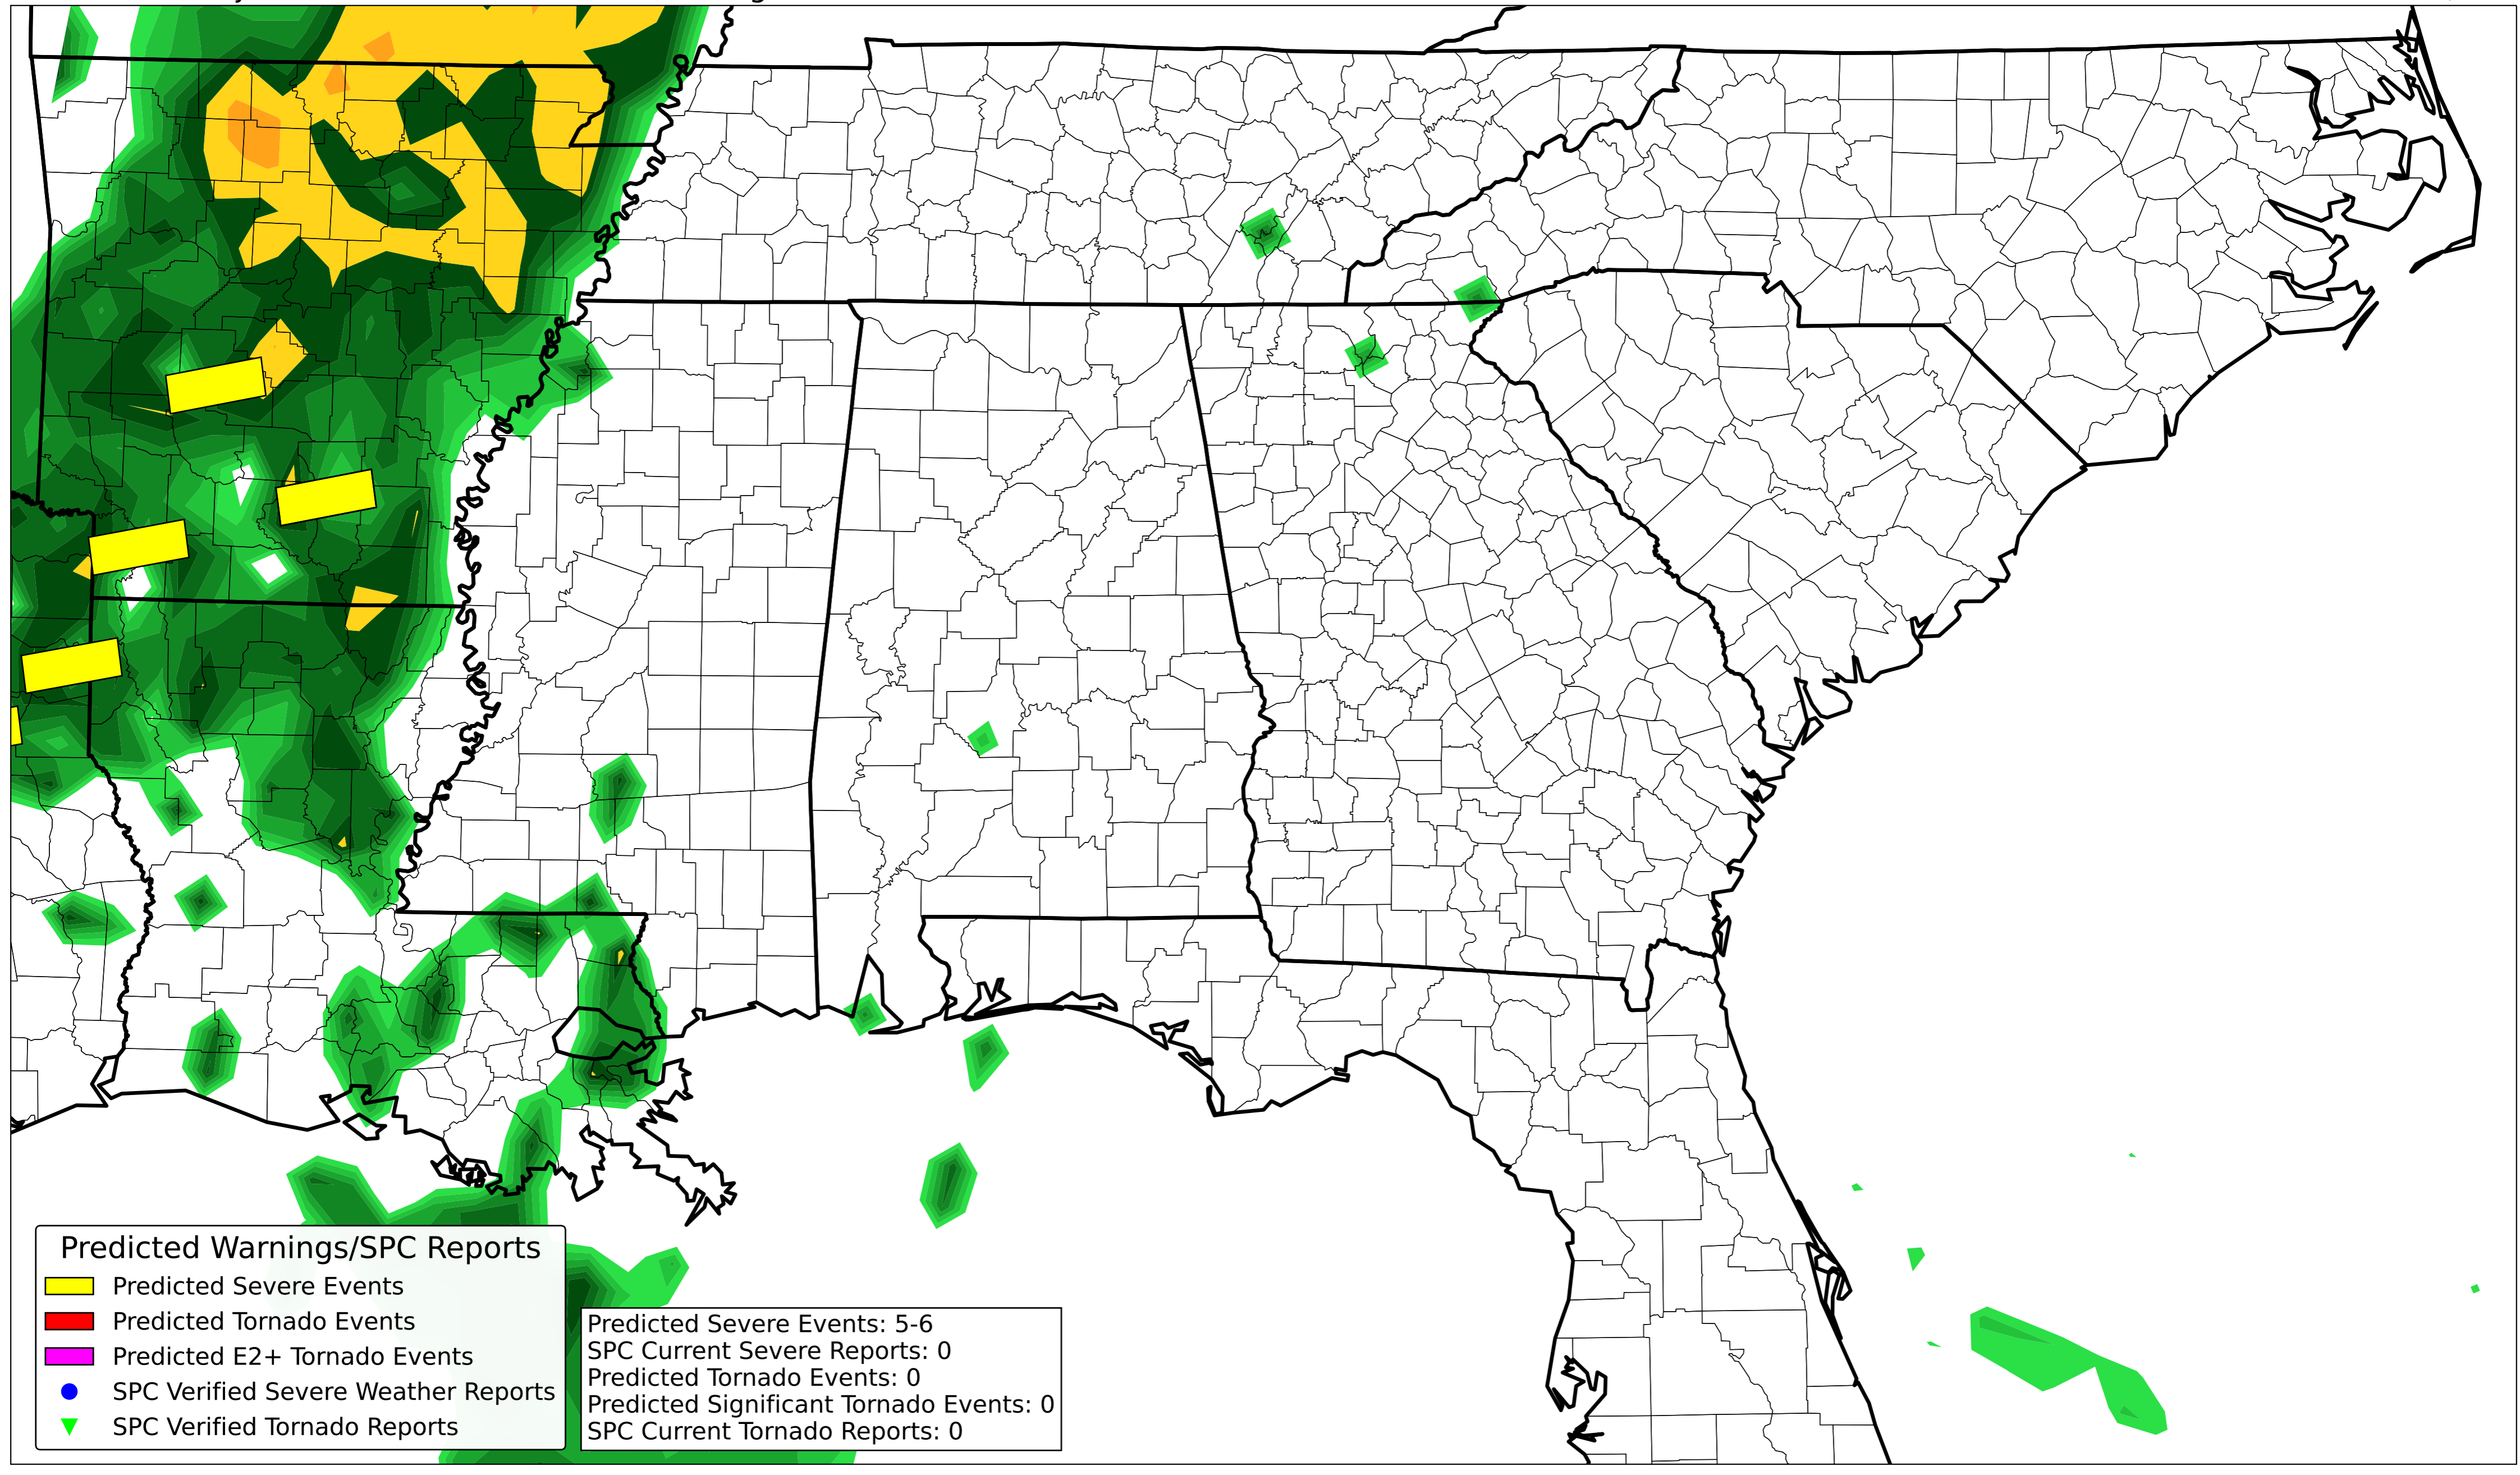 Predicted Warnings/SPC Reports
Predicted Severe Events
Predicted Tornado Events
Predicted E2+ Tornado Events
SPC Verified Severe Weather Reports
SPC Verified Tornado Reports
Predicted Severe Events: 5-6
SPC Current Severe Reports: 0
Predicted Tornado Events: 0
Predicted Significant Tornado Events: 0
SPC Current Tornado Reports: 0